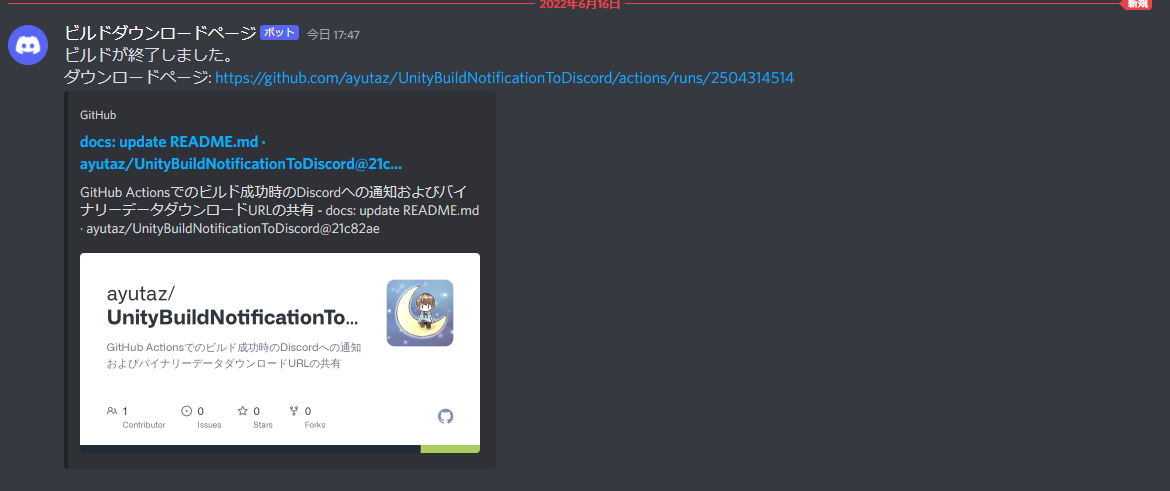 2022年6月16日 新規
ビルドダウンロードページ ボット 今日 17:47
ビルドが終了しました。
ダウンロードページ: https://github.com/ayutaz/UnityBuildNotificationToDiscord/actions/runs/2504314514
GitHub
docs: update README.md ·
ayutaz/UnityBuildNotificationToDiscord@21c...
GitHub Actionsでのビルド成功時のDiscordへの通知およびバイ
ナリーデータダウンロードURLの共有 - docs: update README.md
· ayutaz/UnityBuildNotificationToDiscord@21c82ae
ayutaz/
UnityBuildNotificationTo...
GitHub Actionsでのビルド成功時のDiscordへの通知
およびバイナリーデータダウンロードURLの共有
1 0 0 0
Contributor Issues Stars Forks